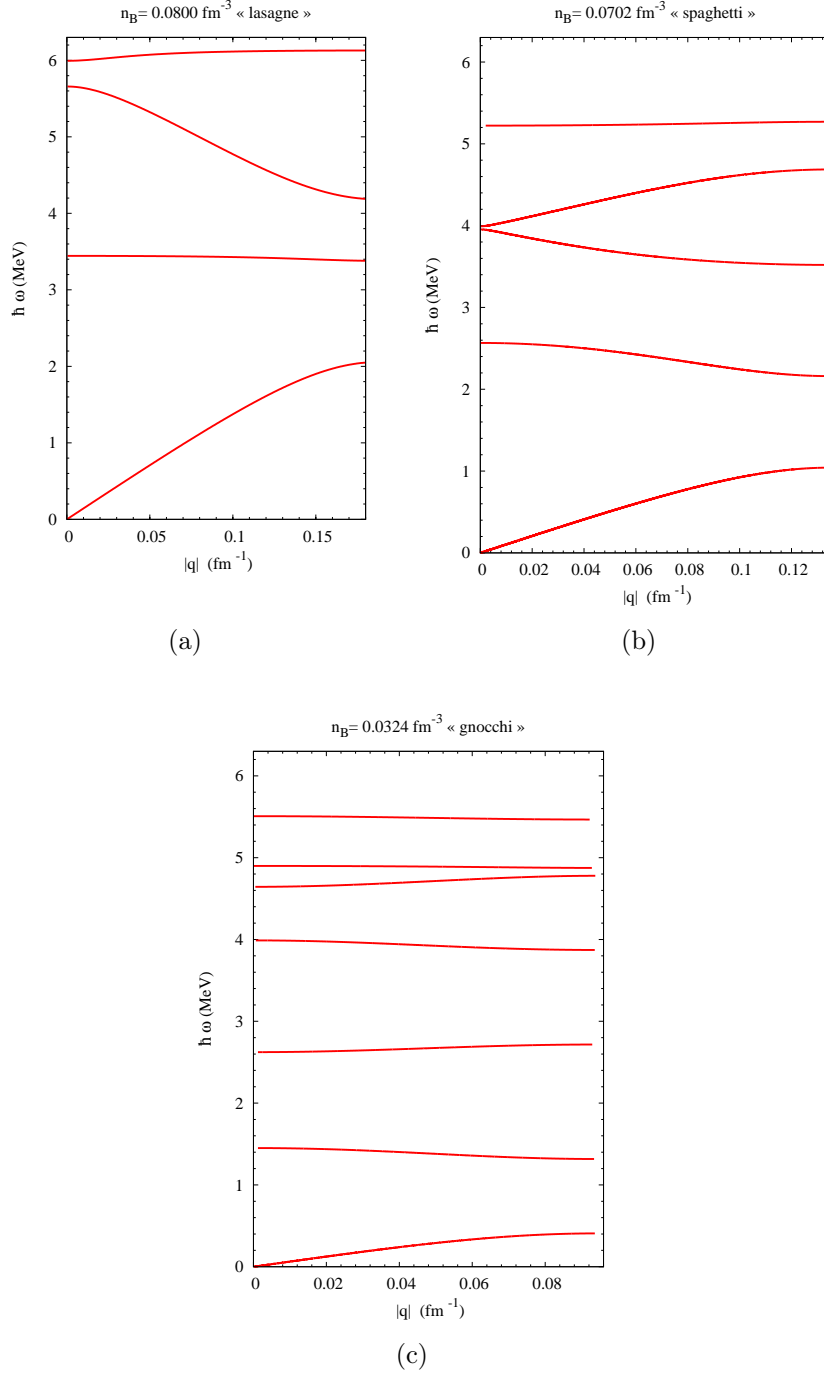 n_B= 0.0800 fm^-3 « lasagne »
6
5
4
3
2
1
0
ħ ω (MeV)
0 0.05 0.1 0.15
|q| (fm^-1)
(a)
n_B= 0.0702 fm^-3 « spaghetti »
6
5
4
3
2
1
0
ħ ω (MeV)
0 0.02 0.04 0.06 0.08 0.1 0.12
|q| (fm^-1)
(b)
n_B= 0.0324 fm^-3 « gnocchi »
6
5
4
3
2
1
0
ħ ω (MeV)
0 0.02 0.04 0.06 0.08
|q| (fm^-1)
(c)